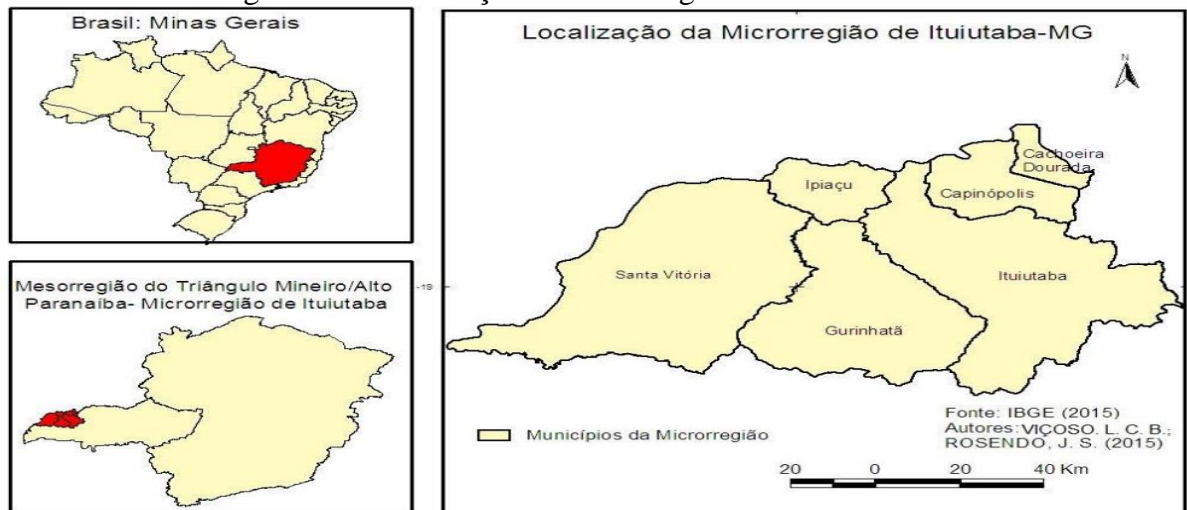 Brasil: Minas Gerais
Mesorregião do Triângulo Mineiro/Alto
Paranaíba- Microrregião de Ituiutaba
Localização da Microrregião de Ituiutaba-MG
N
Cachoeira
Dourada
Ipiaçu
Capinópolis
Santa Vitória
Ituiutaba
-19
Gurinhatã
Municípios da Microrregião
Fonte: IBGE (2015)
Autores: VIÇOSO. L. C. B.;
ROSENDO, J. S. (2015)
20 0 20 40 Km